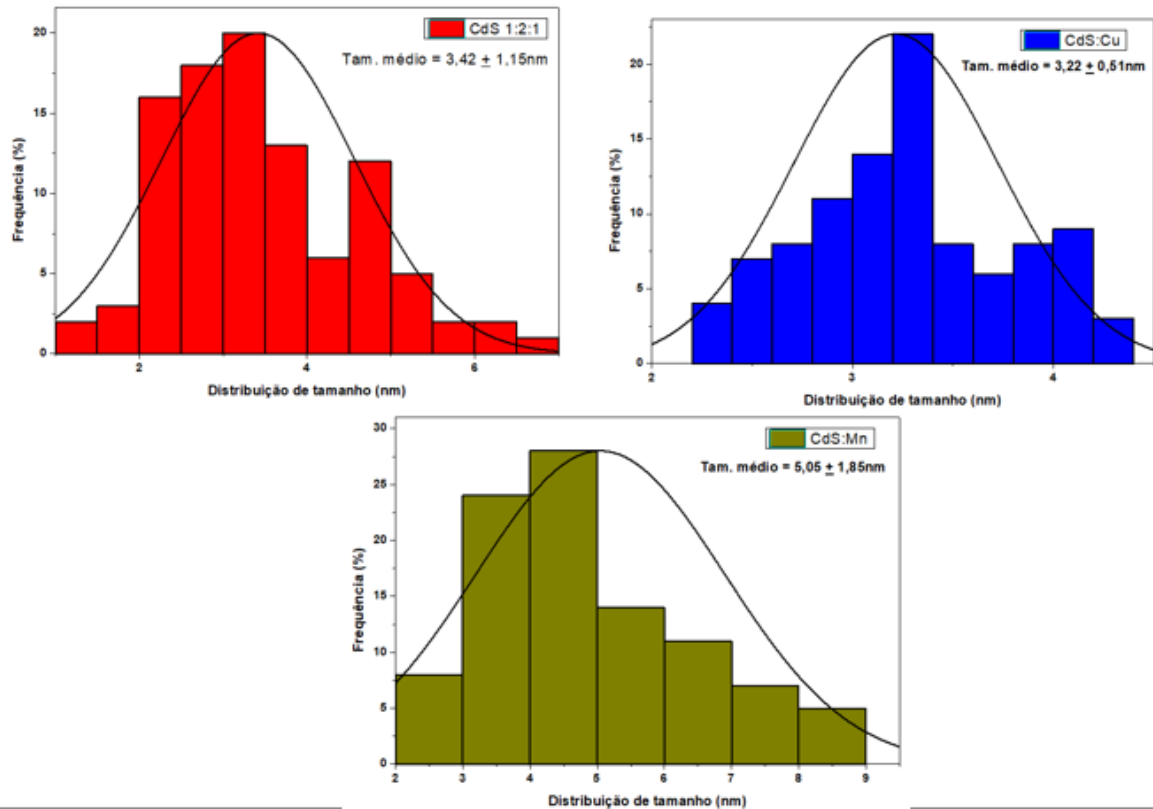 CdS 1:2:1
Tam. médio = 3,42 ± 1,15nm
20
15
10
5
0
Frequência (%)
2 4 6
Distribuição de tamanho (nm)
CdS:Cu
Tam. médio = 3,22 ± 0,51nm
20
15
10
5
0
Frequência (%)
2 3 4
Distribuição de tamanho (nm)
CdS:Mn
Tam. médio = 5,05 ± 1,85nm
30
25
20
15
10
5
0
Frequência (%)
2 3 4 5 6 7 8 9
Distribuição de tamanho (nm)